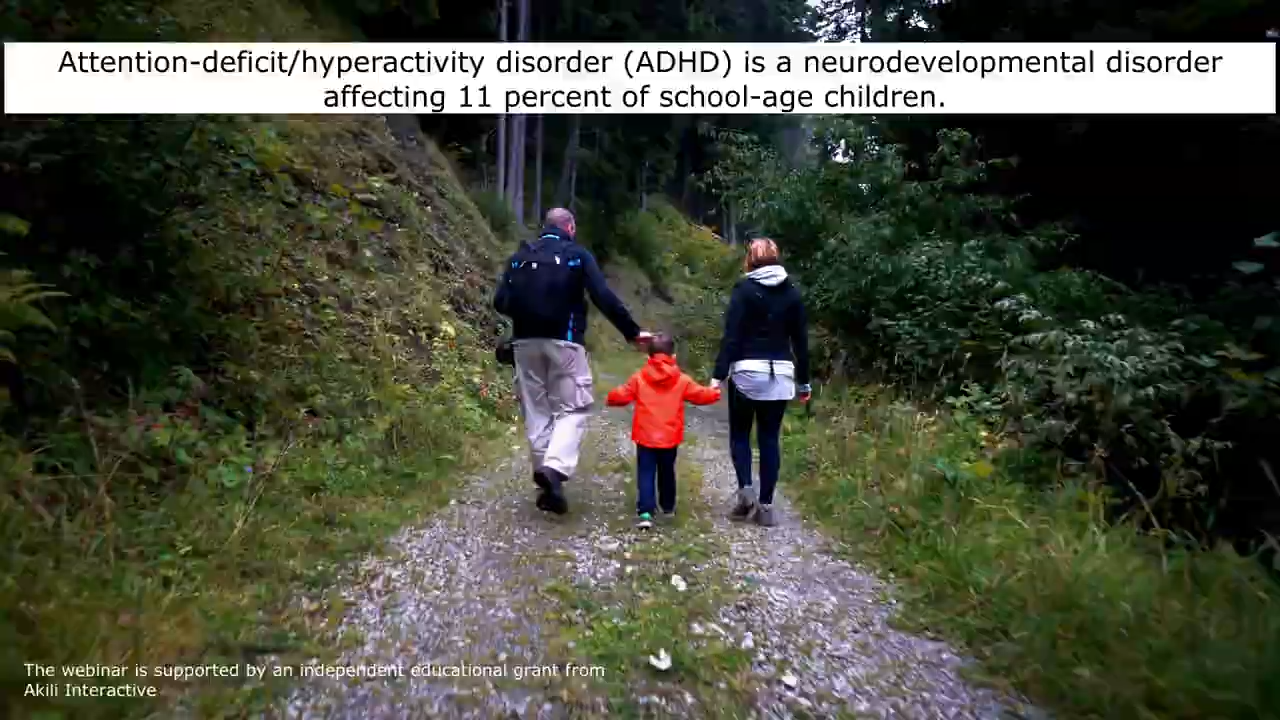 Attention-deficit/hyperactivity disorder (ADHD) is a neurodevelopmental disorder
affecting 11 percent of school-age children.
The webinar is supported by an independent educational grant from
Akili Interactive